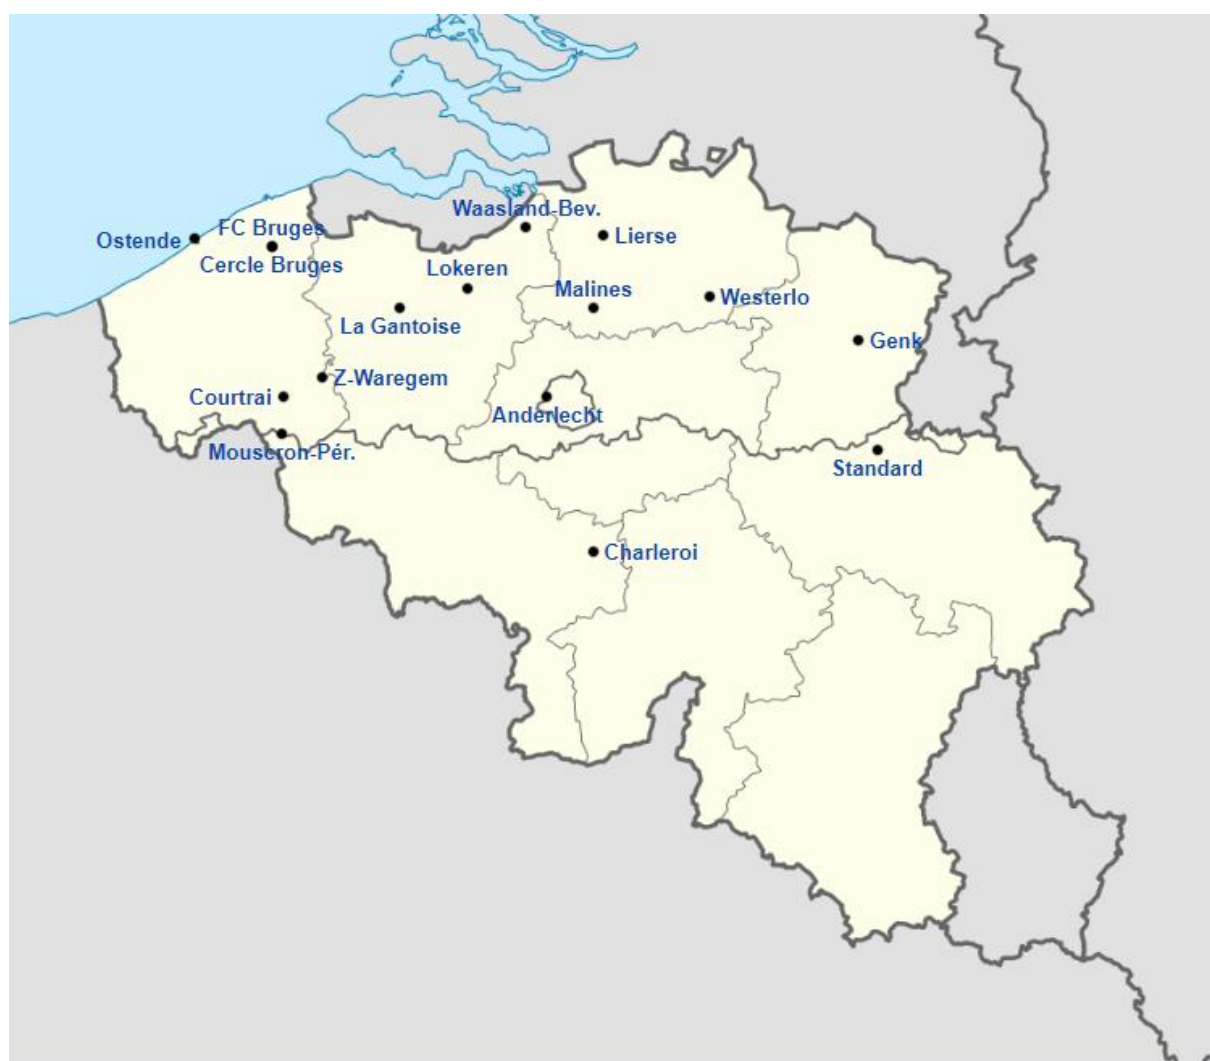 Waasland-Bev.
FC Bruges
Ostende
Lierse
Cercle Bruges
Lokeren
Malines
Westerlo
La Gantoise
Genk
Z-Waregem
Courtrai
Anderlecht
Mouscron-Pér.
Standard
Charleroi